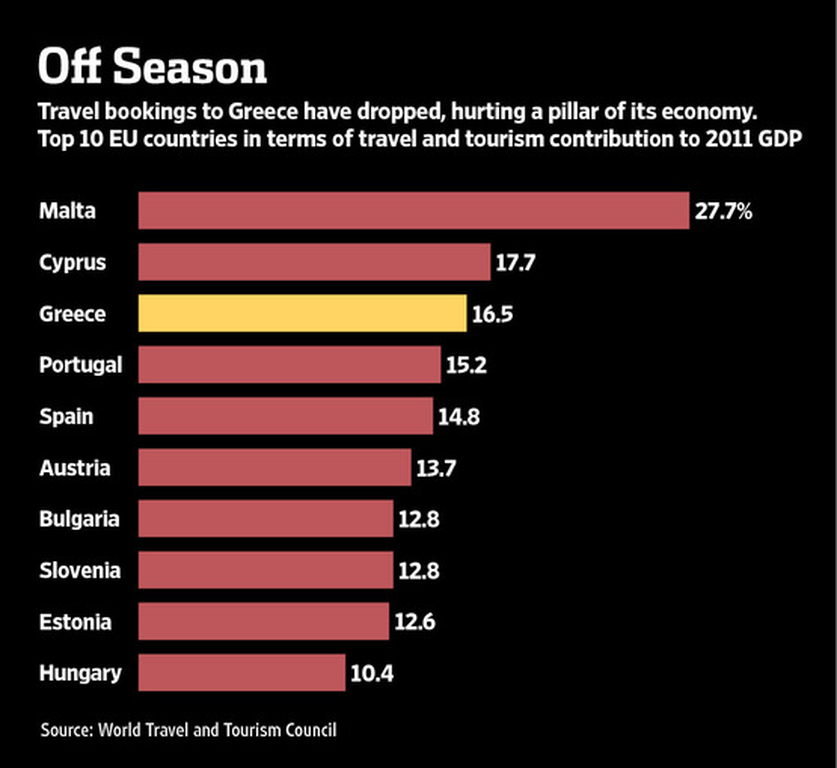 Off Season
Travel bookings to Greece have dropped, hurting a pillar of its economy.
Top 10 EU countries in terms of travel and tourism contribution to 2011 GDP
Malta 27.7%
Cyprus 17.7
Greece 16.5
Portugal 15.2
Spain 14.8
Austria 13.7
Bulgaria 12.8
Slovenia 12.8
Estonia 12.6
Hungary 10.4
Source: World Travel and Tourism Council